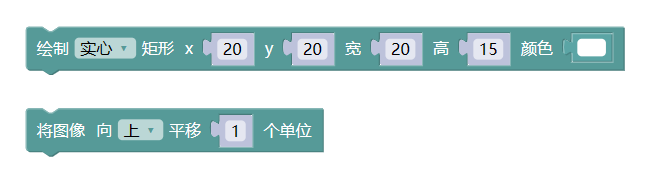 绘制 实心 矩形 x 20 y 20 宽 20 高 15 颜色
将图像 向 上 平移 1 个单位